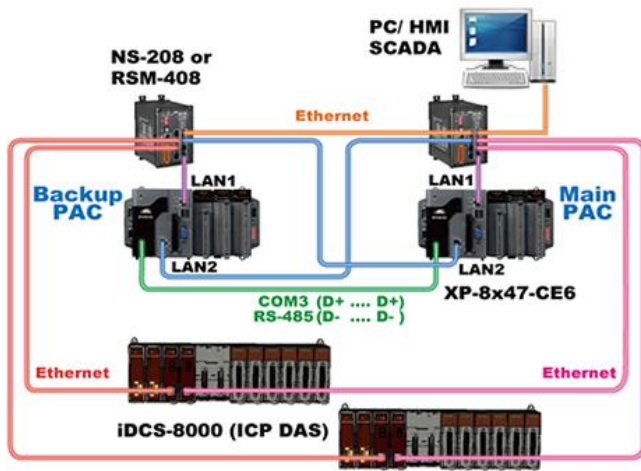 PC/ HMI
SCADA
NS-208 or
RSM-408
Ethernet
LAN1
LAN1
Backup
PAC
Main
PAC
LAN2
LAN2
COM3 (D+ .... D+)
RS-485 (D- .... D- )
XP-8x47-CE6
Ethernet
Ethernet
iDCS-8000 (ICP DAS)